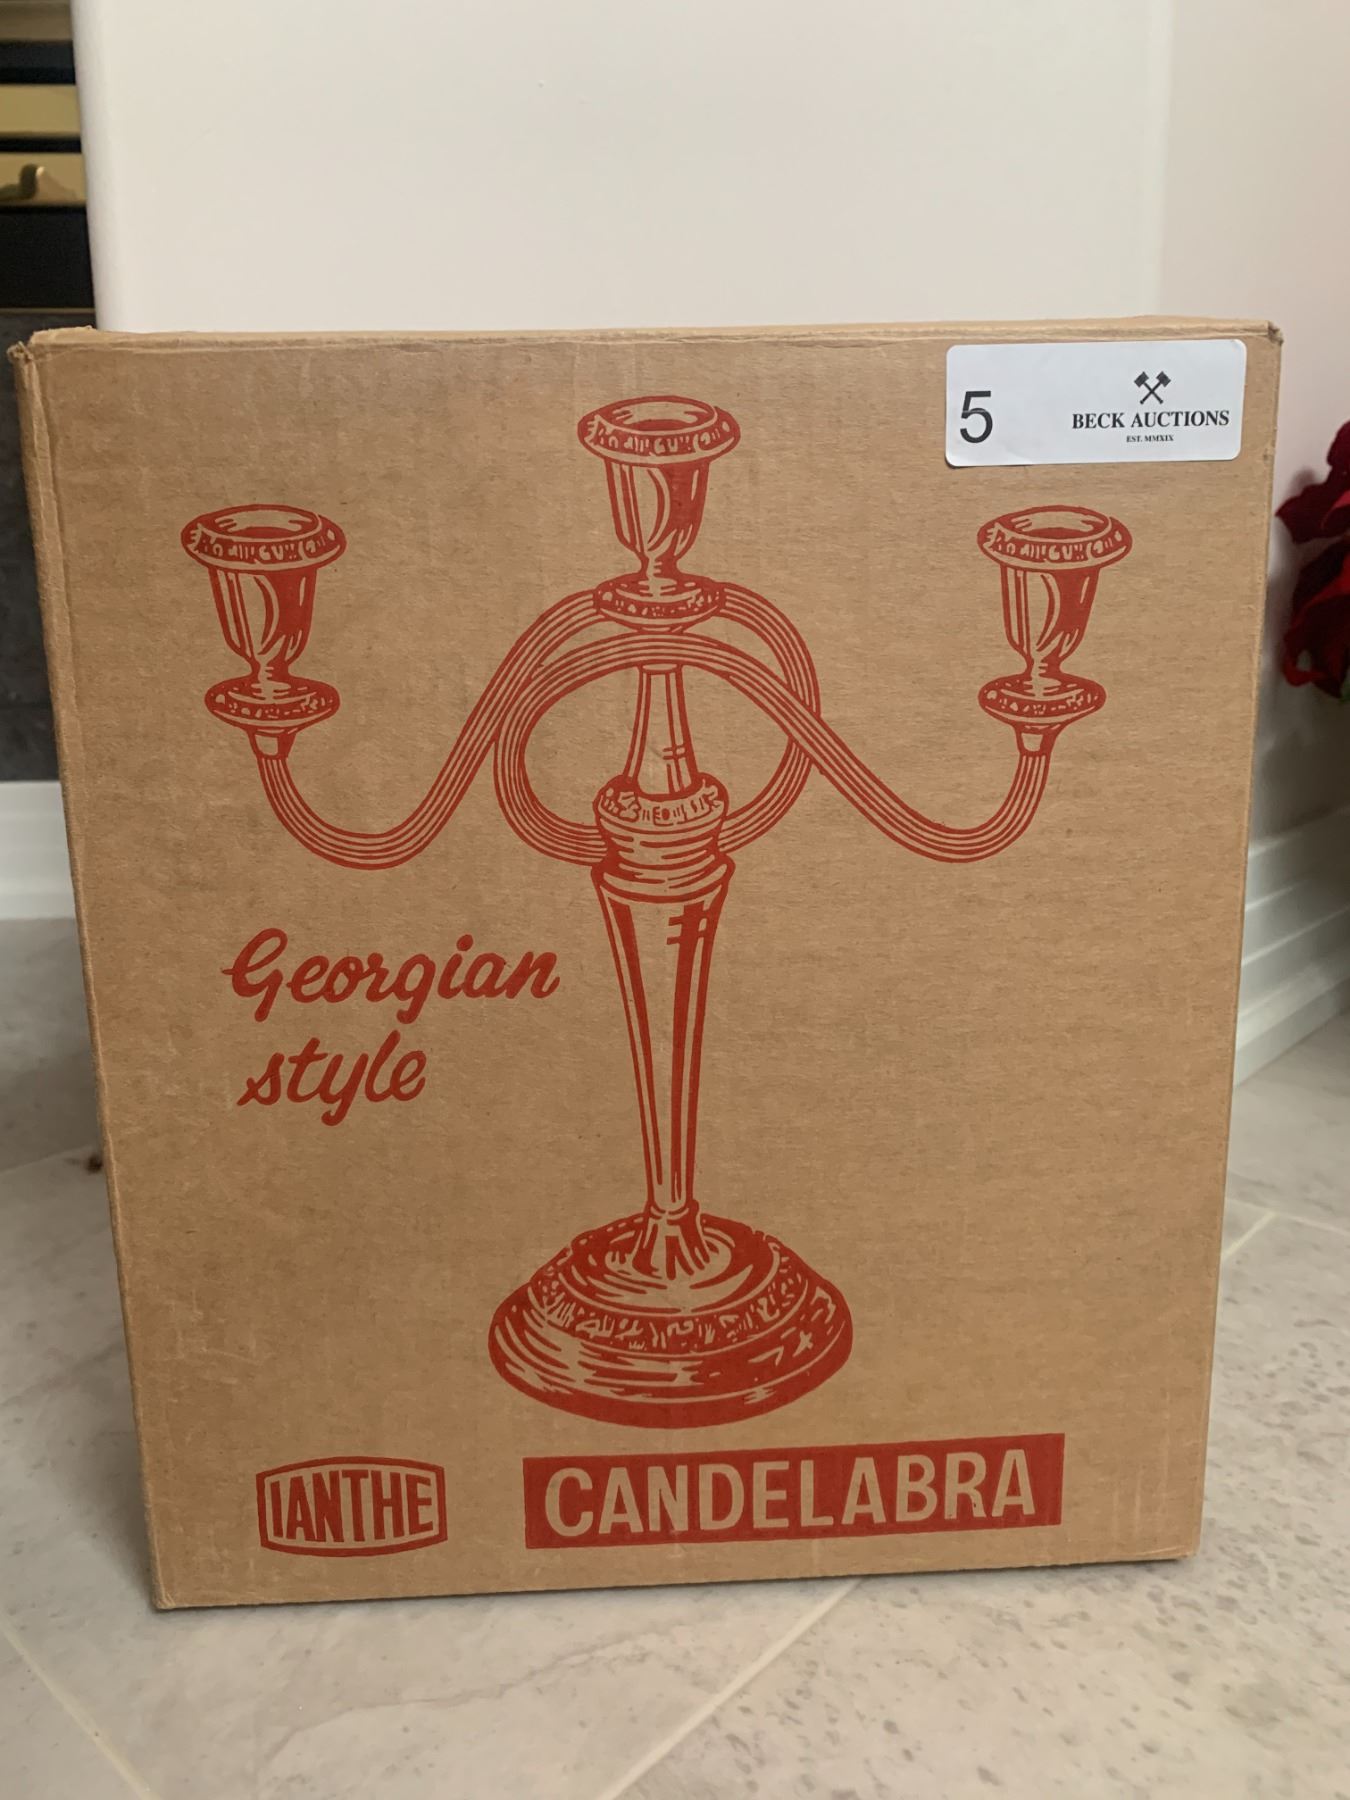 5
BECK AUCTIONS
EST. MMXIX
Georgian
style
IANTHE
CANDELABRA